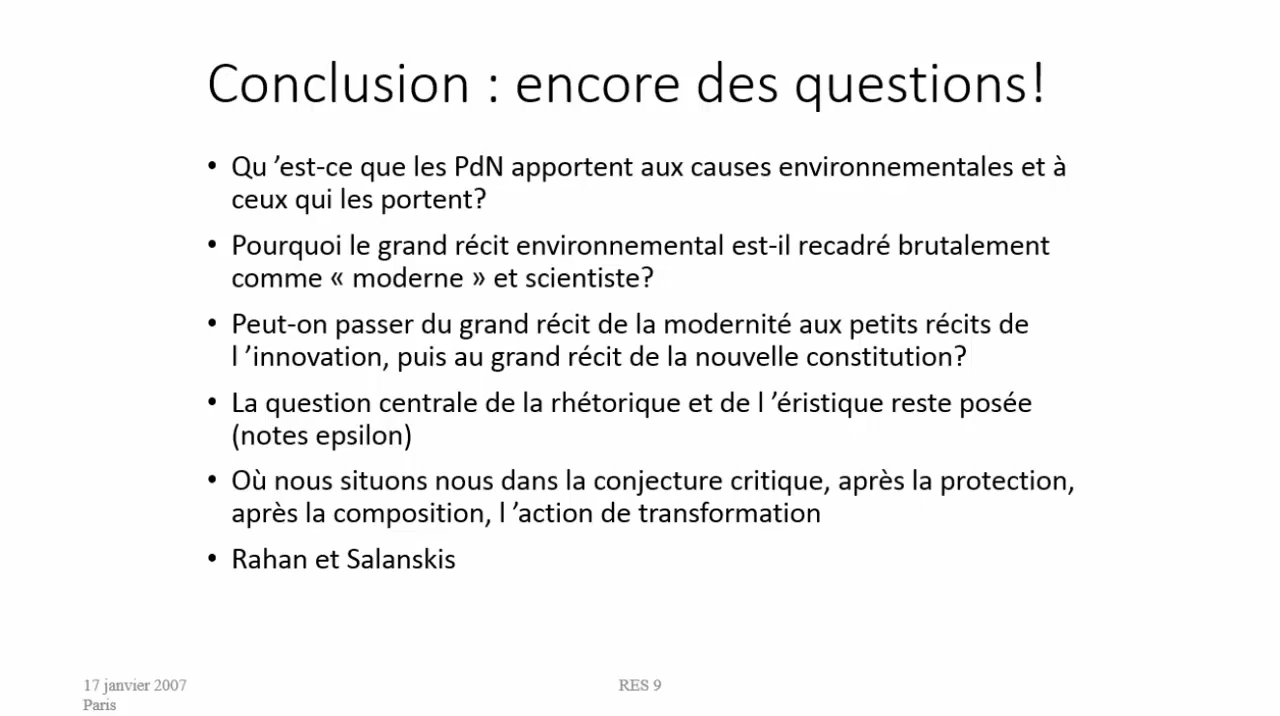 Conclusion : encore des questions!
• Qu ’est-ce que les PdN apportent aux causes environnementales et à
ceux qui les portent?
• Pourquoi le grand récit environnemental est-il recadré brutalement
comme « moderne » et scientiste?
• Peut-on passer du grand récit de la modernité aux petits récits de
l ’innovation, puis au grand récit de la nouvelle constitution?
• La question centrale de la rhétorique et de l ’éristique reste posée
(notes epsilon)
• Où nous situons nous dans la conjecture critique, après la protection,
après la composition, l ’action de transformation
• Rahan et Salanskis
17 janvier 2007
Paris
RES 9